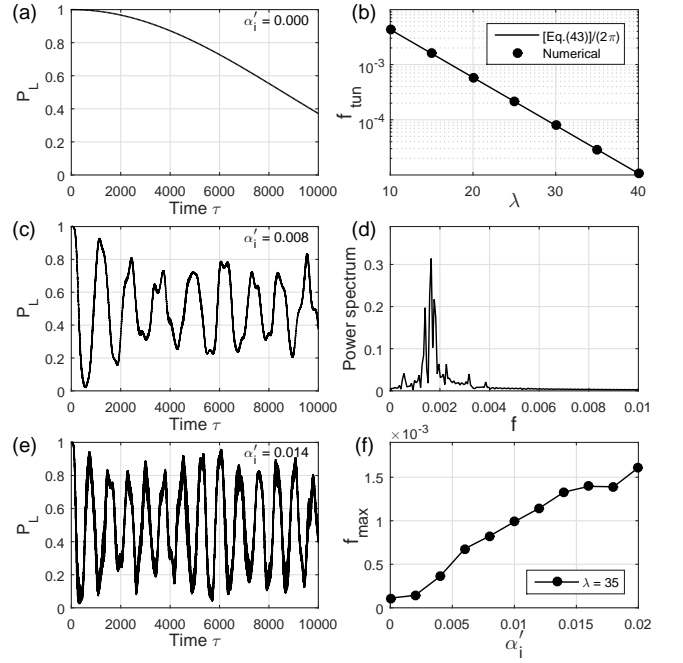 (a)
α′i = 0.000
PL
1
0.8
0.6
0.4
0.2
0
0 2000 4000 6000 8000 10000
Time τ
(b)
[Eq.(43)]/(2π)
Numerical
ftun
10-3
10-4
10 20 30 40
λ
(c)
α′i = 0.008
PL
1
0.8
0.6
0.4
0.2
0
0 2000 4000 6000 8000 10000
Time τ
(d)
Power spectrum
0.3
0.2
0.1
0
0 0.002 0.004 0.006 0.008 0.01
f
(e)
α′i = 0.014
PL
1
0.8
0.6
0.4
0.2
0
0 2000 4000 6000 8000 10000
Time τ
(f)
×10-3
fmax
1.5
1
0.5
0
0 0.005 0.01 0.015 0.02
α′i
λ = 35